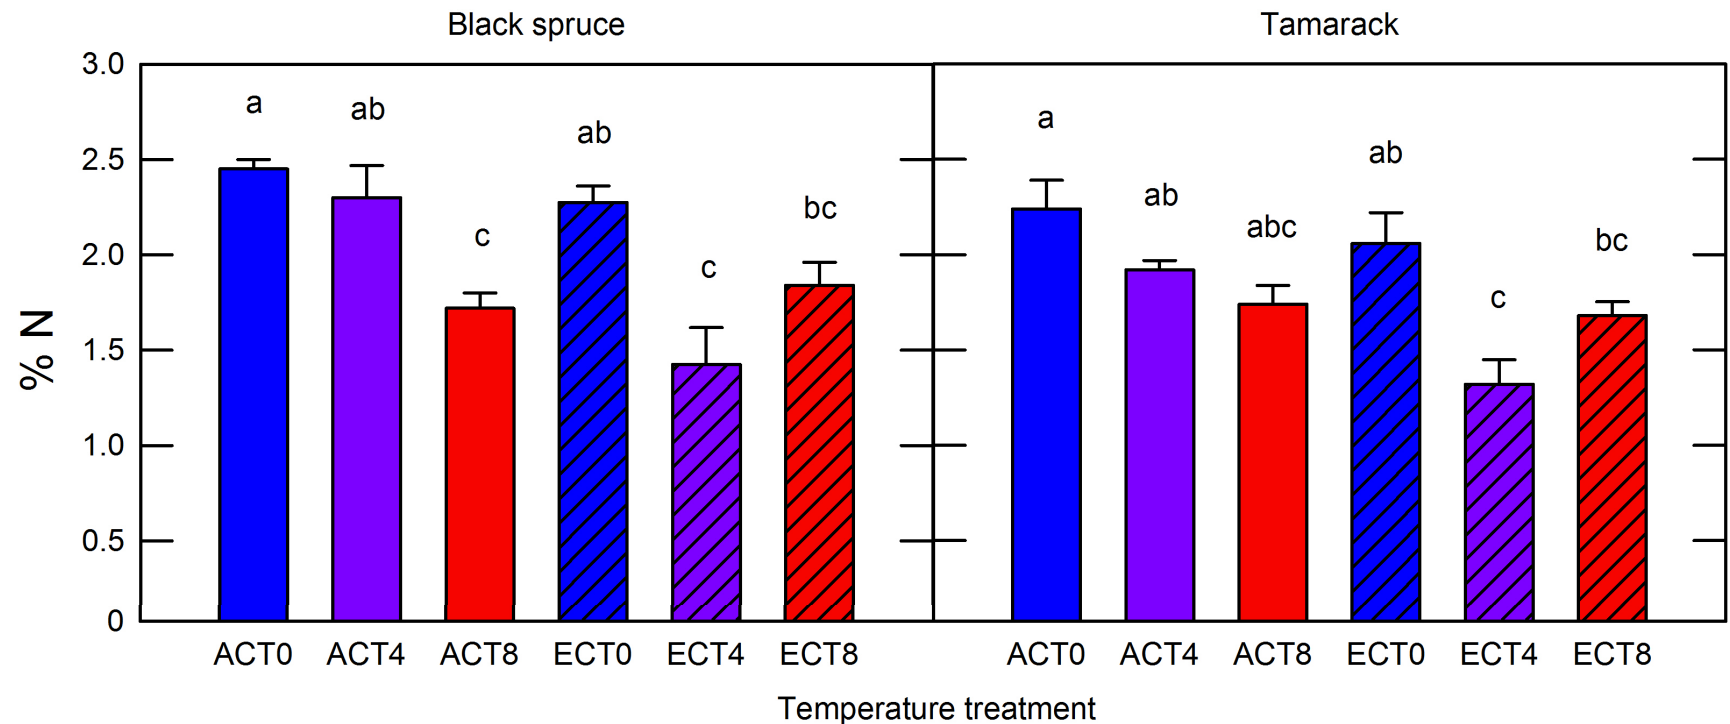 Black spruce
Tamarack
% N
3.0
2.5
2.0
1.5
1.0
0.5
0
a
ab
c
ab
c
bc
a
ab
abc
ab
c
bc
ACT0 ACT4 ACT8 ECT0 ECT4 ECT8
ACT0 ACT4 ACT8 ECT0 ECT4 ECT8
Temperature treatment